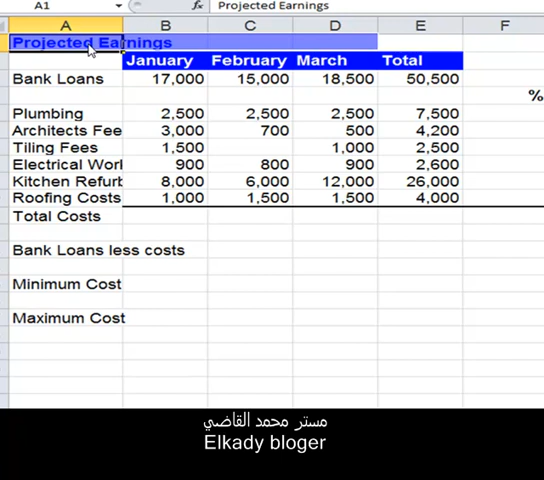 A1 fx Projected Earnings
A B C D E F
Projected Earnings
January February March Total
Bank Loans 17,000 15,000 18,500 50,500
%
Plumbing 2,500 2,500 2,500 7,500
Architects Fee 3,000 700 500 4,200
Tiling Fees 1,500 1,000 2,500
Electrical Worl 900 800 900 2,600
Kitchen Refurt 8,000 6,000 12,000 26,000
Roofing Costs 1,000 1,500 1,500 4,000
Total Costs
Bank Loans less costs
Minimum Cost
Maximum Cost
مستر محمد القاضي
Elkady bloger